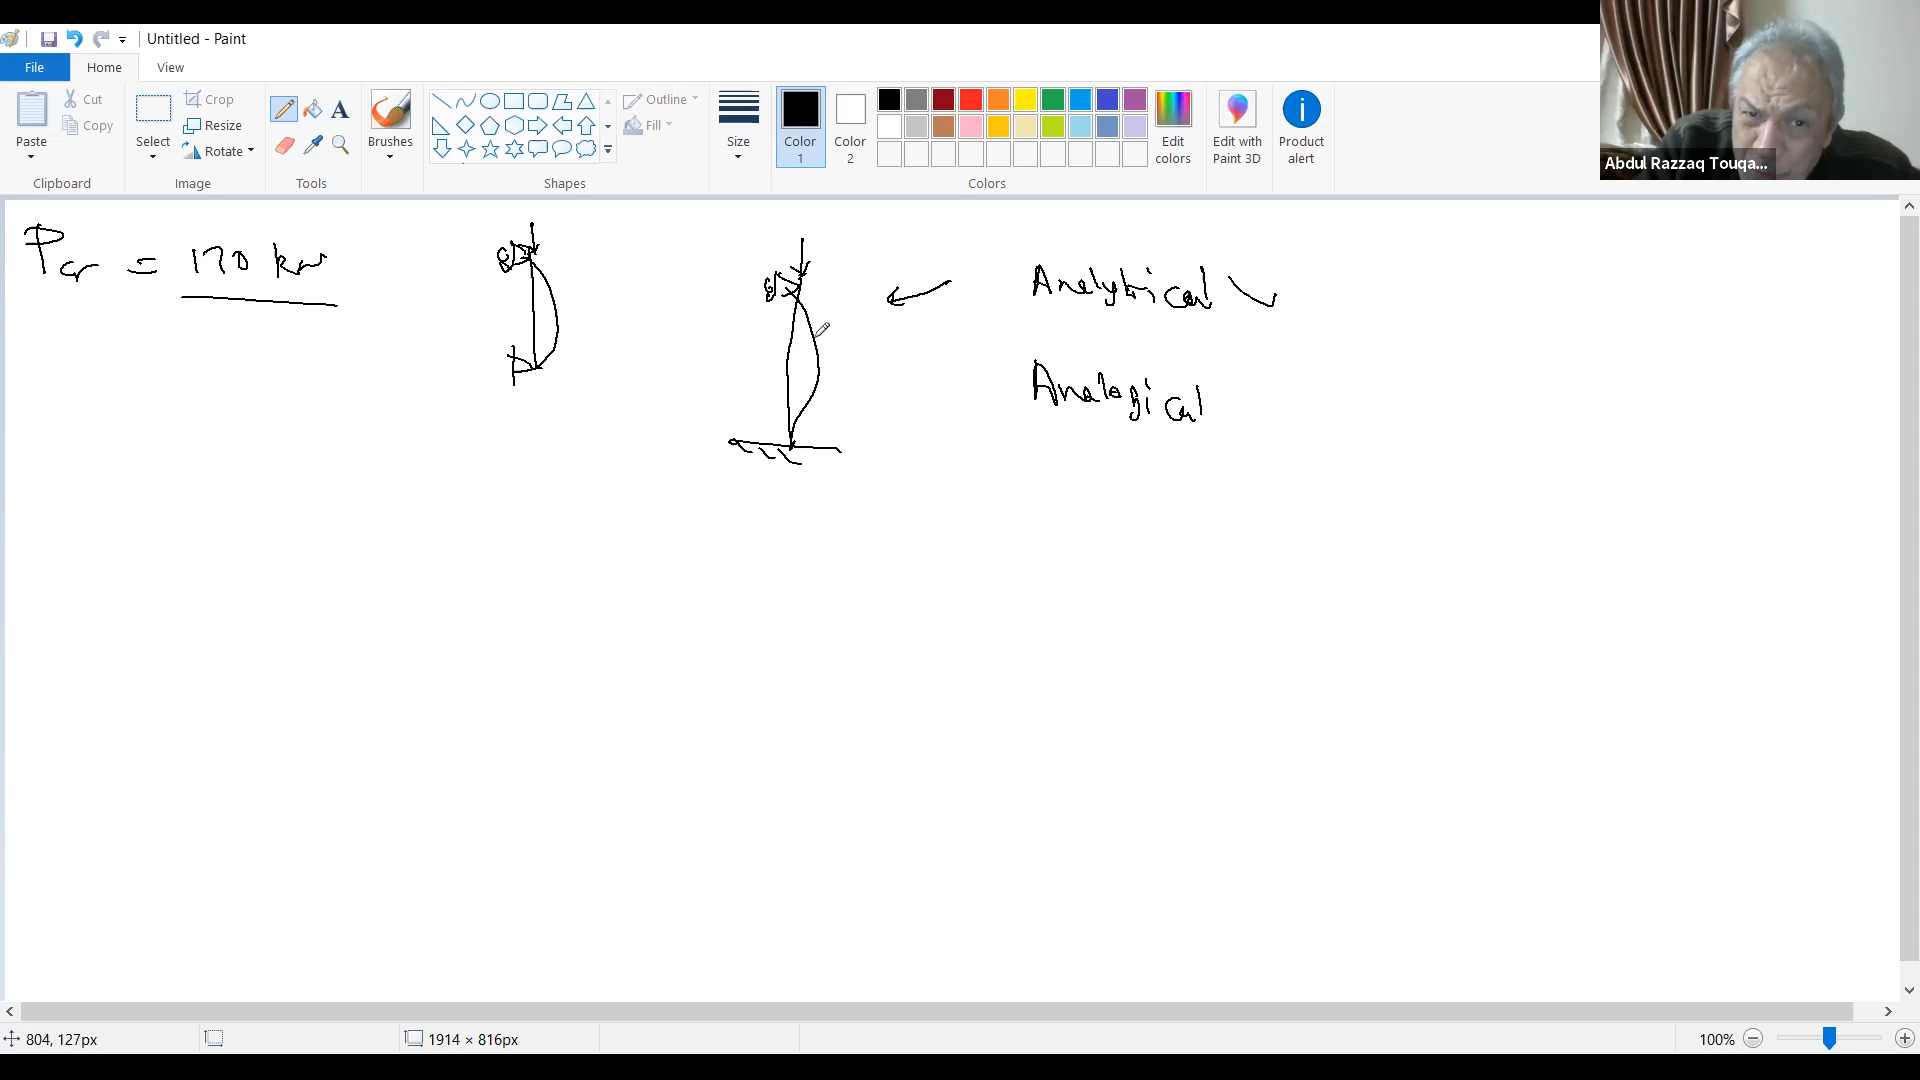 Untitled - Paint
File
Home
View
Paste
Cut
Copy
Clipboard
Select
Crop
Resize
Rotate
Image
Tools
Brushes
Outline
Fill
Shapes
Size
Color 1
Color 2
Edit colors
Colors
Edit with Paint 3D
Product alert
Abdul Razzaq Touqa...
Pcr = 170 kN
Analytical
Analogical
804, 127px
1914 × 816px
100%